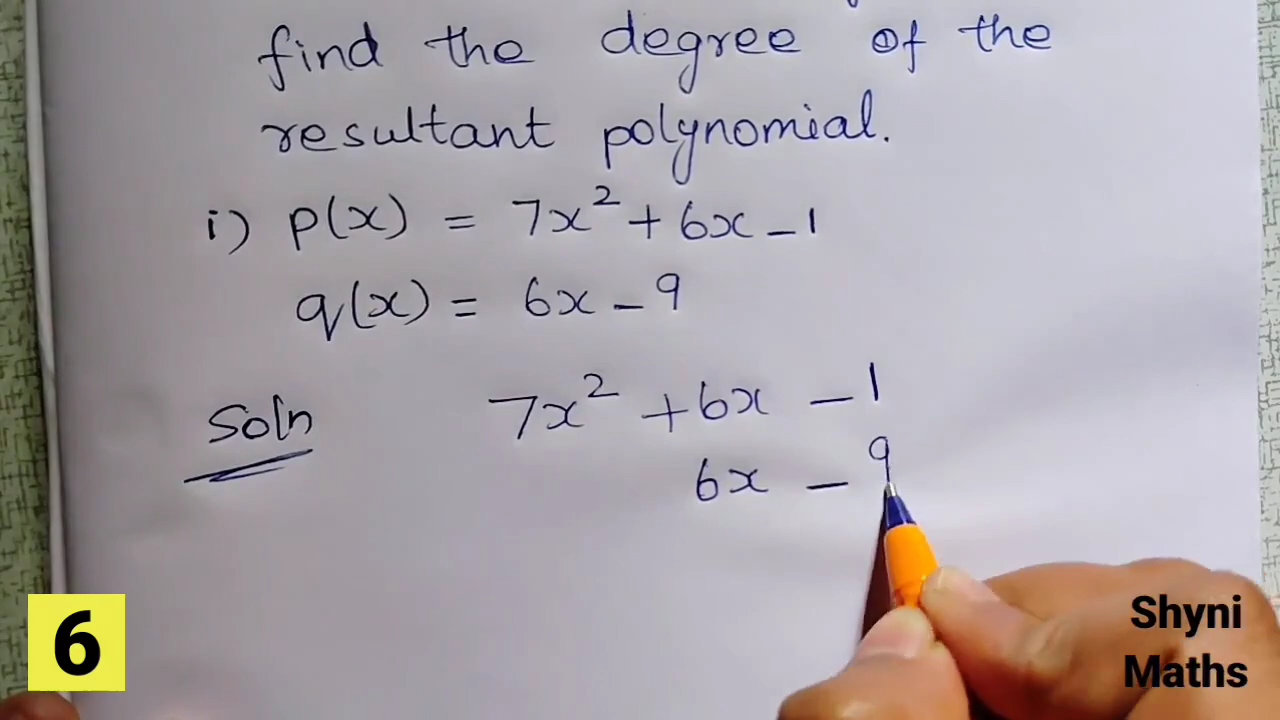 find the degree of the
resultant polynomial.
i) p(x) = 7x² + 6x - 1
q(x) = 6x - 9
Soln
7x² + 6x - 1
6x - 9
6
Shyni
Maths